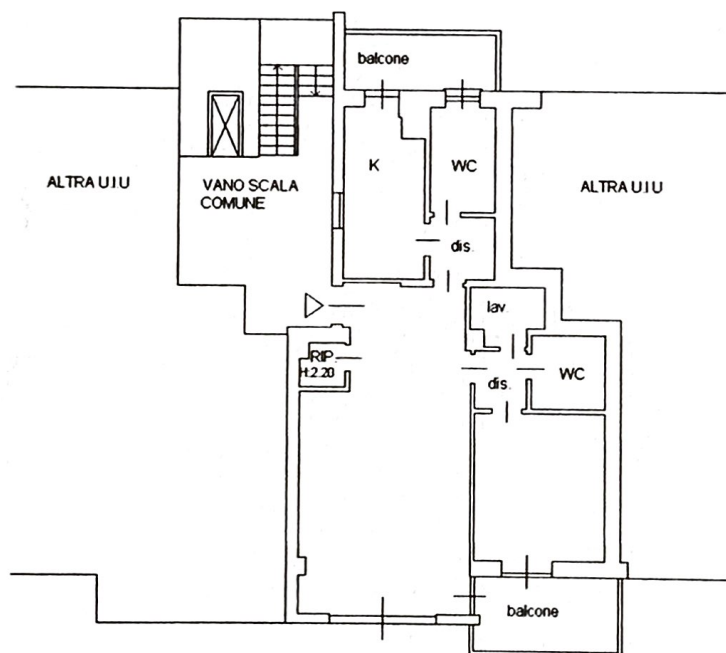 balcone
ALTRA U.I.U
VANO SCALA
COMUNE
K
WC
ALTRA U.I.U
dis.
lav.
RIP.
H:2.20
dis.
WC
balcone